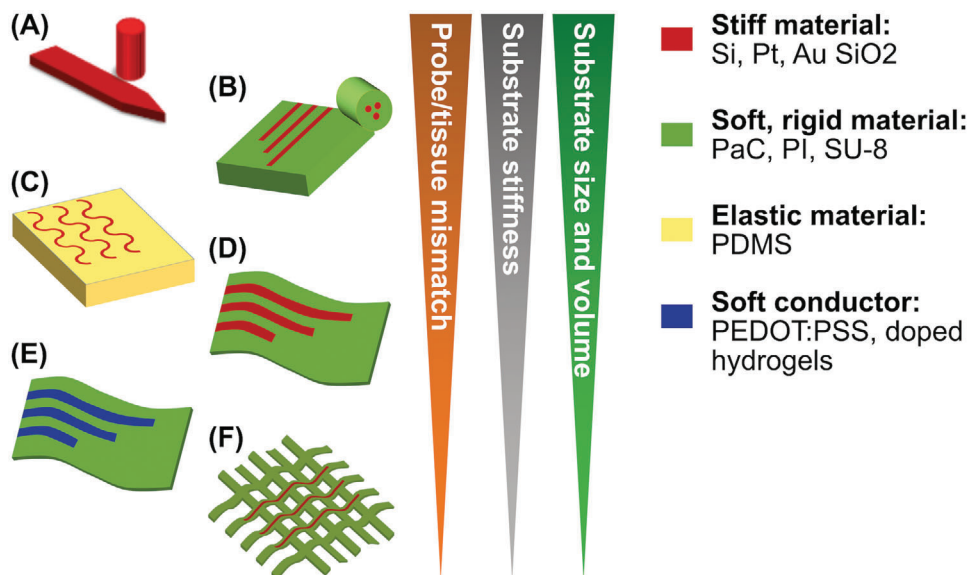 (A)
(B)
(C)
(D)
(E)
(F)
Probe/tissue mismatch
Substrate stiffness
Substrate size and volume
Stiff material:
Si, Pt, Au SiO2
Soft, rigid material:
PaC, PI, SU-8
Elastic material:
PDMS
Soft conductor:
PEDOT:PSS, doped
hydrogels